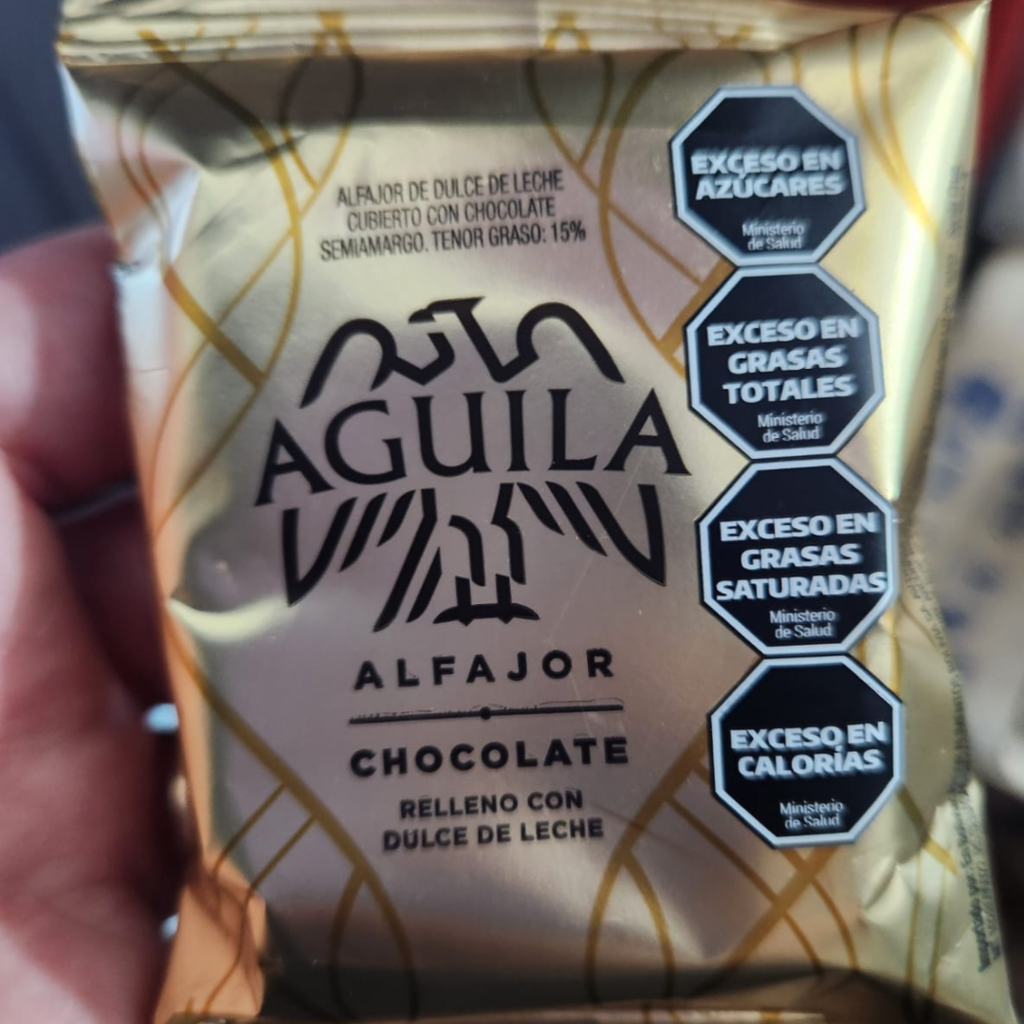 ALFAJOR DE DULCE DE LECHE
CUBIERTO CON CHOCOLATE
SEMIAMARGO. TENOR GRASO: 15%
AGUILA
ALFAJOR
CHOCOLATE
RELLENO CON
DULCE DE LECHE
EXCESO EN
AZÚCARES
Ministerio
de Salud
EXCESO EN
GRASAS
TOTALES
Ministerio
de Salud
EXCESO EN
GRASAS
SATURADAS
Ministerio
de Salud
EXCESO EN
CALORÍAS
Ministerio
de Salud